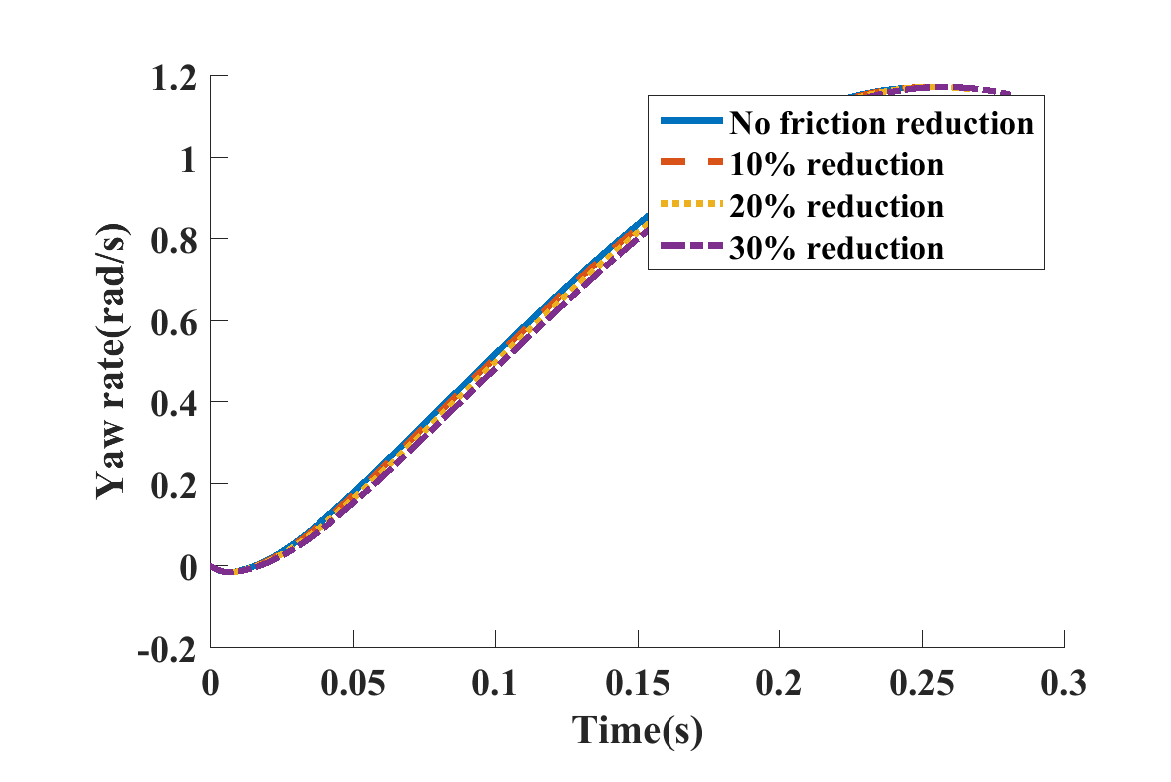 1.2
1
0.8
0.6
0.4
0.2
0
-0.2
Yaw rate(rad/s)
No friction reduction
10% reduction
20% reduction
30% reduction
0 0.05 0.1 0.15 0.2 0.25 0.3
Time(s)